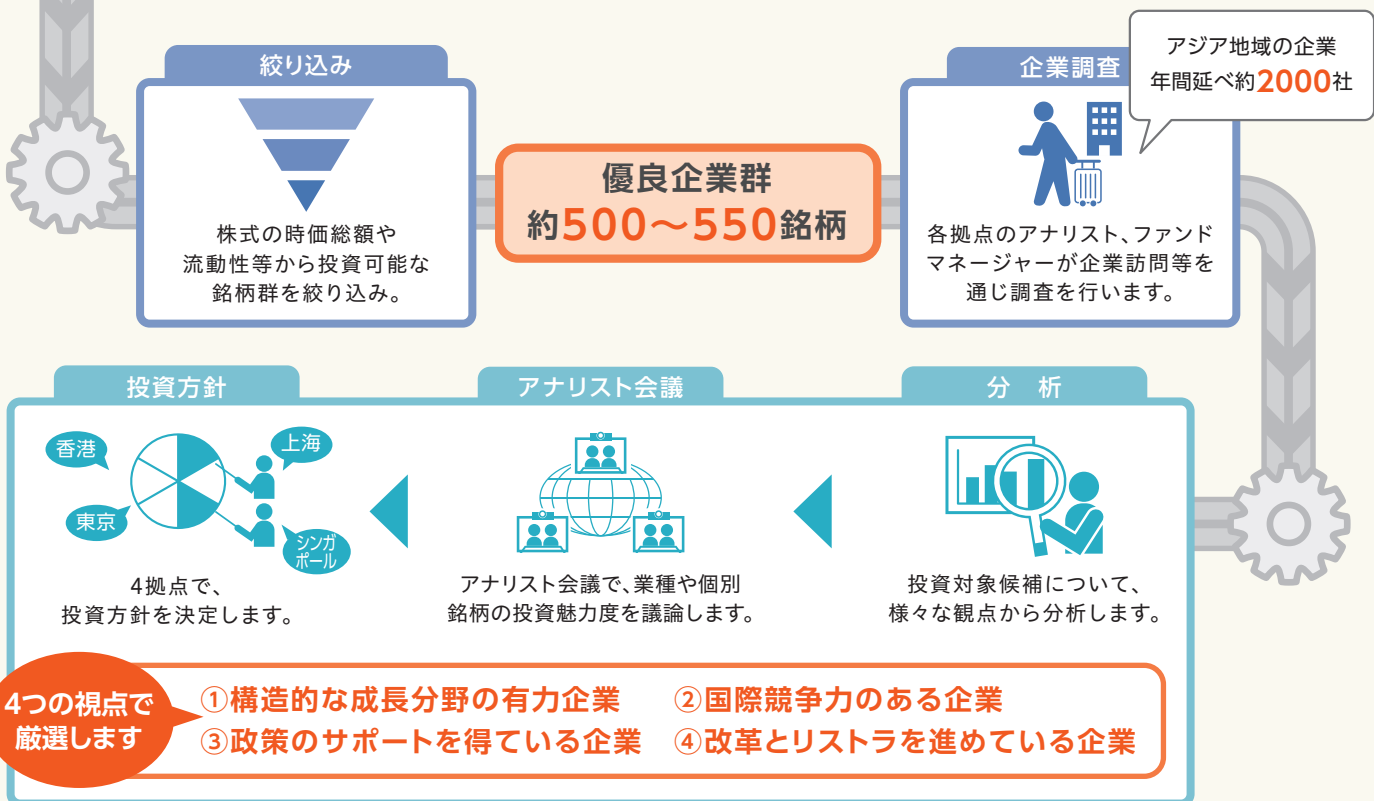 絞り込み
株式の時価総額や
流動性等から投資可能な
銘柄群を絞り込み。
優良企業群
約500～550銘柄
企業調査
アジア地域の企業
年間延べ約2000社
各拠点のアナリスト、ファンド
マネージャーが企業訪問等を
通じ調査を行います。
分 析
投資対象候補について、
様々な観点から分析します。
アナリスト会議
アナリスト会議で、業種や個別
銘柄の投資魅力度を議論します。
投資方針
香港
上海
東京
シンガ
ポール
4拠点で、
投資方針を決定します。
4つの視点で
厳選します
①構造的な成長分野の有力企業 ②国際競争力のある企業
③政策のサポートを得ている企業 ④改革とリストラを進めている企業